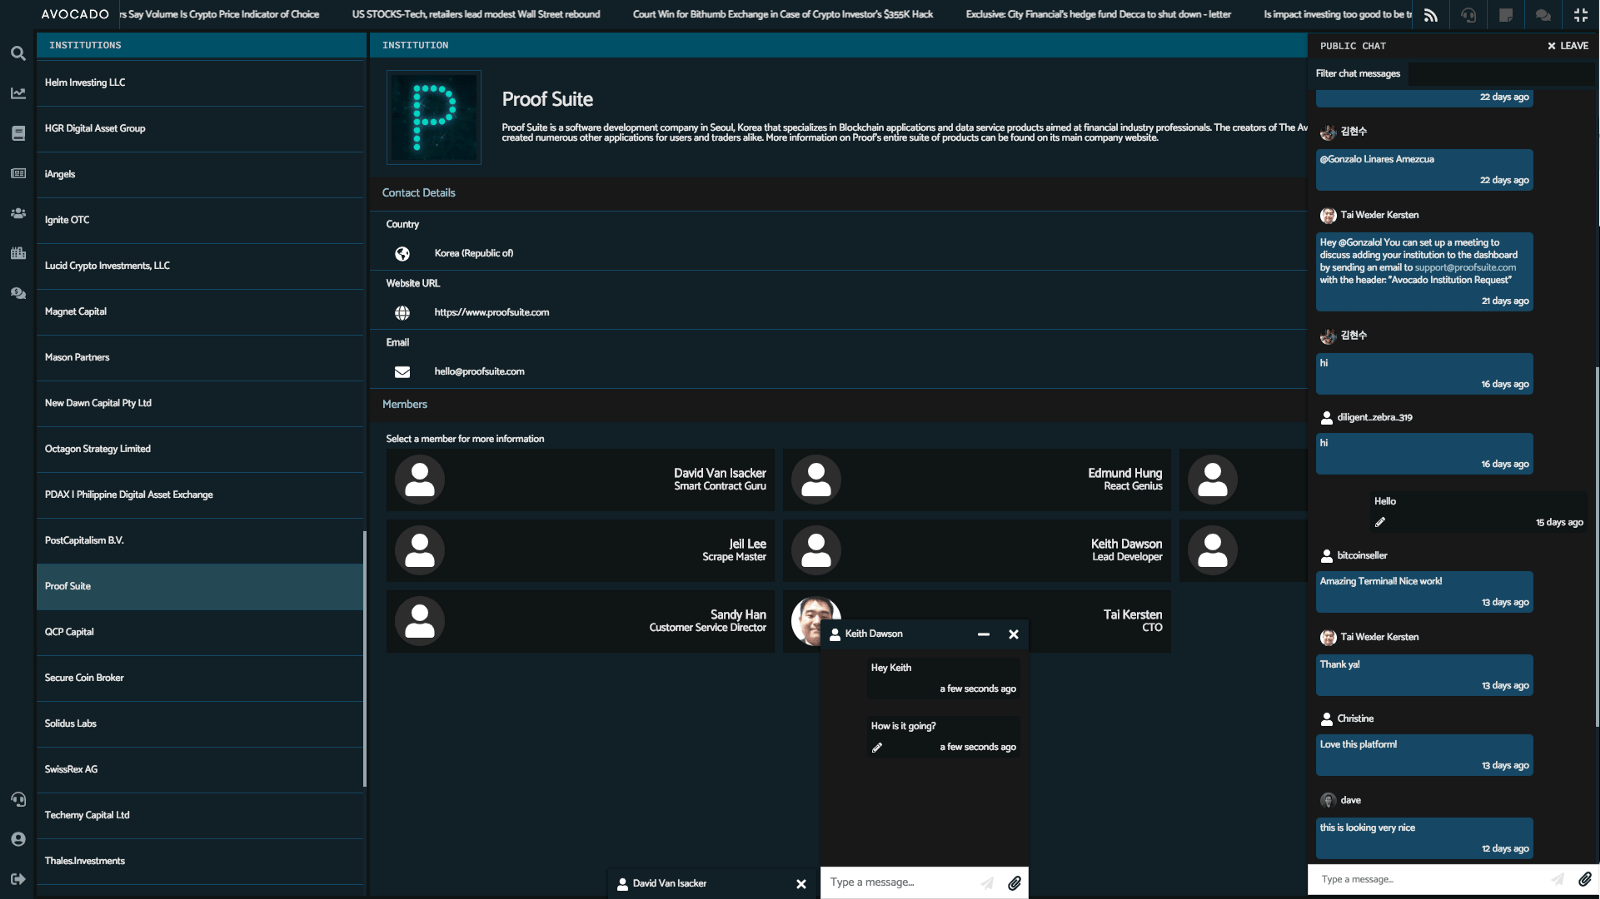 AVOCADO
rs Say Volume Is Crypto Price Indicator of Choice
US STOCKS-Tech, retailers lead modest Wall Street rebound
Court Win for Bithumb Exchange in Case of Crypto Investor's $355K Hack
Exclusive: City Financial's hedge fund Decca to shut down - letter
Is impact investing too good to be tr
INSTITUTIONS
Helm Investing LLC
HGR Digital Asset Group
iAngels
Ignite OTC
Lucid Crypto Investments, LLC
Magnet Capital
Mason Partners
New Dawn Capital Pty Ltd
Octagon Strategy Limited
PDAX | Philippine Digital Asset Exchange
PostCapitalism B.V.
Proof Suite
QCP Capital
Secure Coin Broker
Solidus Labs
SwissRex AG
Techemy Capital Ltd
Thales.Investments
INSTITUTION
Proof Suite
Proof Suite is a software development company in Seoul, Korea that specializes in Blockchain applications and data service products aimed at financial industry professionals. The creators of The Av
created numerous other applications for users and traders alike. More information on Proof's entire suite of products can be found on its main company website.
Contact Details
Country
Korea (Republic of)
Website URL
https://www.proofsuite.com
Email
hello@proofsuite.com
Members
Select a member for more information
David Van Isacker
Smart Contract Guru
Edmund Hung
React Genius
Jeil Lee
Scrape Master
Keith Dawson
Lead Developer
Sandy Han
Customer Service Director
Tai Kersten
CTO
Keith Dawson
Hey Keith
a few seconds ago
How is it going?
a few seconds ago
Type a message...
David Van Isacker
PUBLIC CHAT
LEAVE
Filter chat messages
22 days ago
김현수
@Gonzalo Linares Amezcua
22 days ago
Tai Wexler Kersten
Hey @Gonzalo! You can set up a meeting to
discuss adding your institution to the dashboard
by sending an email to support@proofsuite.com
with the header: "Avocado Institution Request"
21 days ago
김현수
hi
16 days ago
diligent_zebra_319
hi
16 days ago
Hello
15 days ago
bitcoinseller
Amazing Terminal! Nice work!
13 days ago
Tai Wexler Kersten
Thank ya!
13 days ago
Christine
Love this platform!
13 days ago
dave
this is looking very nice
12 days ago
Type a message...